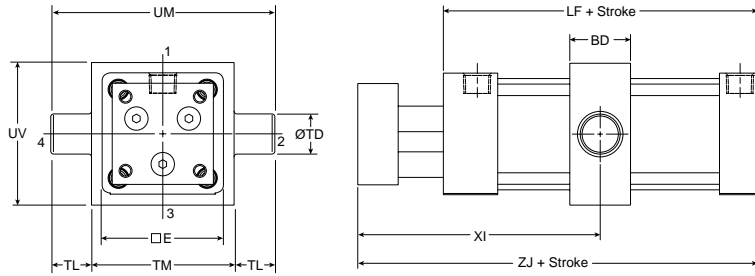 UM
1
UV
4
2
ØTD
3
□E
TL
TM
TL
LF + Stroke
BD
XI
ZJ + Stroke